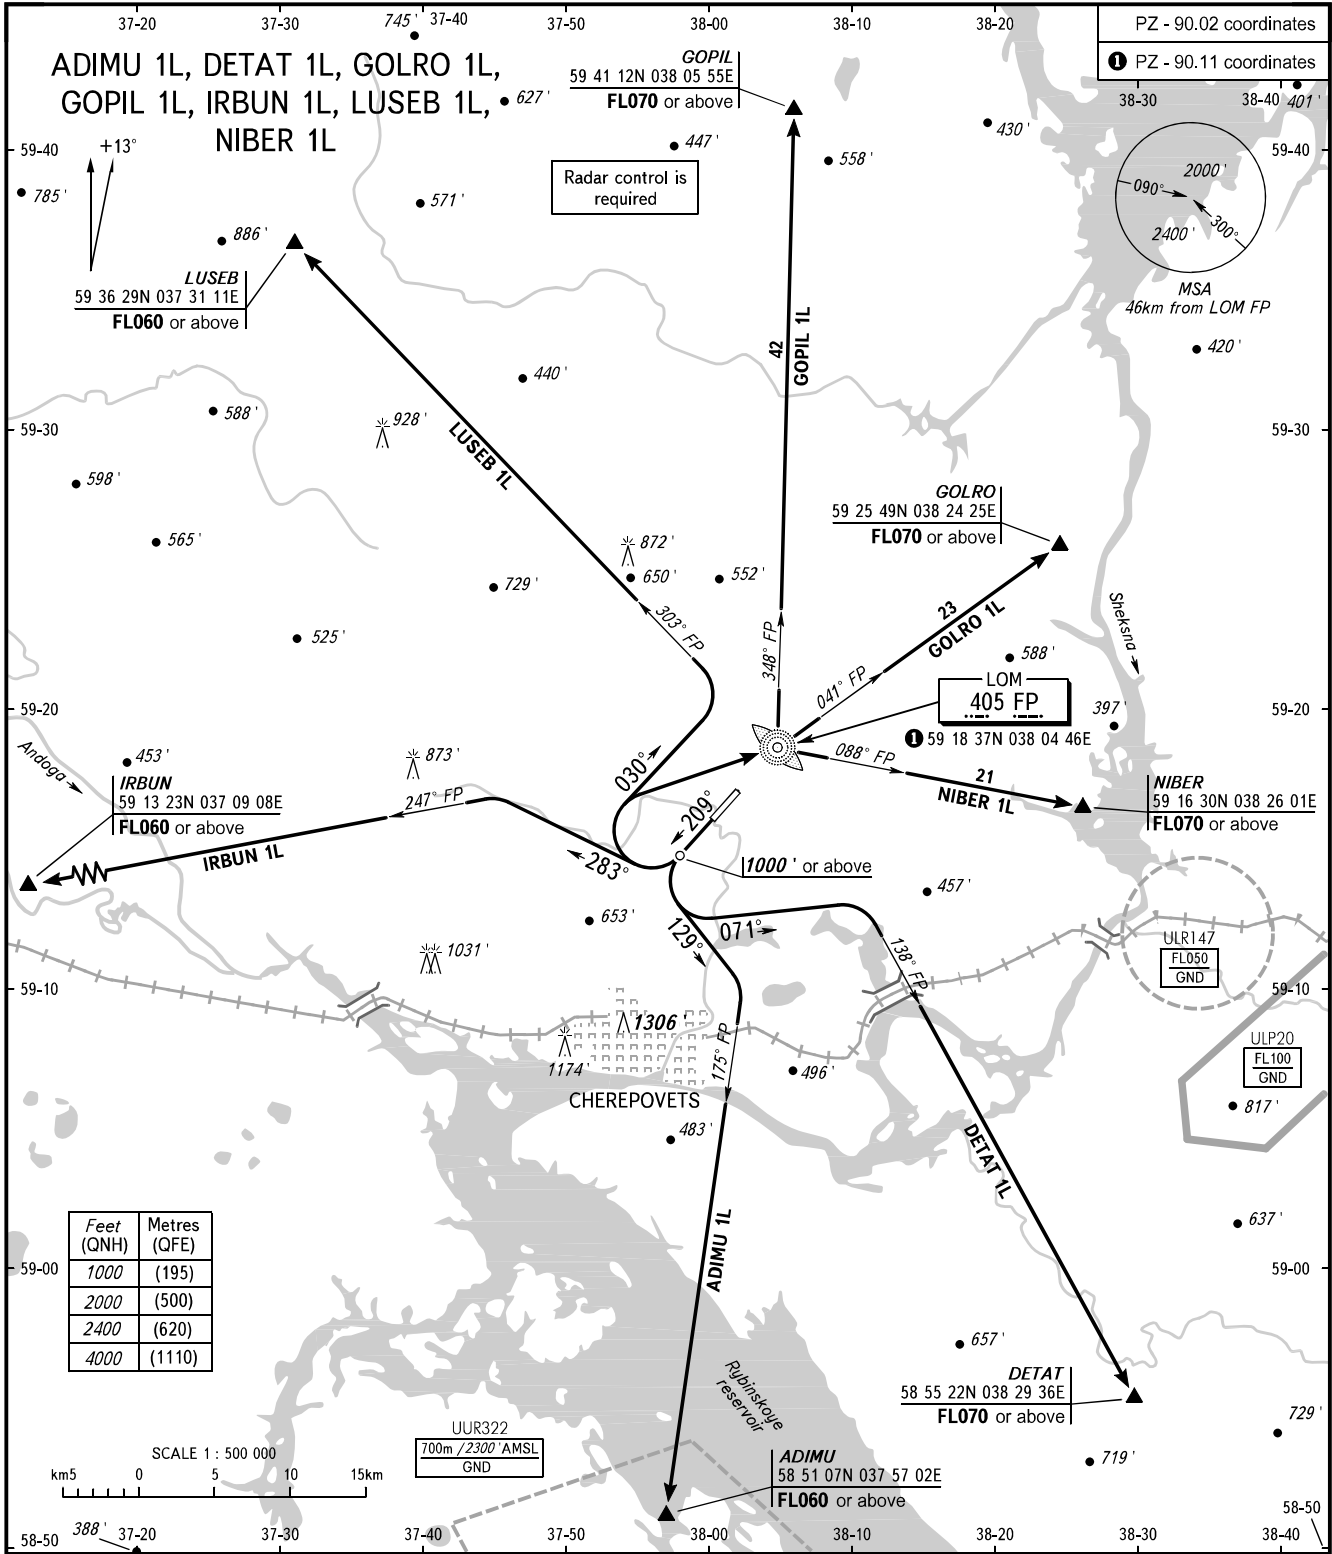 37-20
37-30
37-40
37-50
38-00
38-10
38-20
38-30
38-40
PZ - 90.02 coordinates
1 PZ - 90.11 coordinates
ADIMU 1L, DETAT 1L, GOLRO 1L,
GOPIL 1L, IRBUN 1L, LUSEB 1L,
NIBER 1L
745'
627'
447'
558'
430'
401'
GOPIL
59 41 12N 038 05 55E
FL070 or above
Radar control is
required
59-40
59-40
+13°
785'
571'
886'
2000'
090°
300°
2400'
MSA
46km from LOM FP
LUSEB
59 36 29N 037 31 11E
FL060 or above
42
GOPIL 1L
420'
440'
588'
928'
59-30
59-30
LUSEB 1L
598'
565'
872'
650'
552'
729'
525'
GOLRO
59 25 49N 038 24 25E
FL070 or above
23
GOLRO 1L
Sheksna
303° FP
348° FP
041° FP
588'
LOM
405 FP
1 59 18 37N 038 04 46E
397'
59-20
59-20
Andoga
453'
873'
030°
088° FP
21
NIBER 1L
IRBUN
59 13 23N 037 09 08E
FL060 or above
247° FP
IRBUN 1L
209°
NIBER
59 16 30N 038 26 01E
FL070 or above
283°
1000' or above
457'
653'
129°
071°
138° FP
ULR147
FL050
GND
1031'
59-10
59-10
1306'
1174'
175° FP
496'
ULP20
FL100
GND
817'
CHEREPOVETS
483'
DETAT 1L
ADIMU 1L
637'
Feet
(QNH)
Metres
(QFE)
1000
(195)
2000
(500)
2400
(620)
4000
(1110)
59-00
59-00
657'
Rybinskoye
reservoir
DETAT
58 55 22N 038 29 36E
FL070 or above
729'
719'
SCALE 1 : 500 000
km5
0
5
10
15km
UUR322
700m /2300'AMSL
GND
ADIMU
58 51 07N 037 57 02E
FL060 or above
58-50
58-50
388'
37-20
37-30
37-40
37-50
38-00
38-10
38-20
38-30
38-40